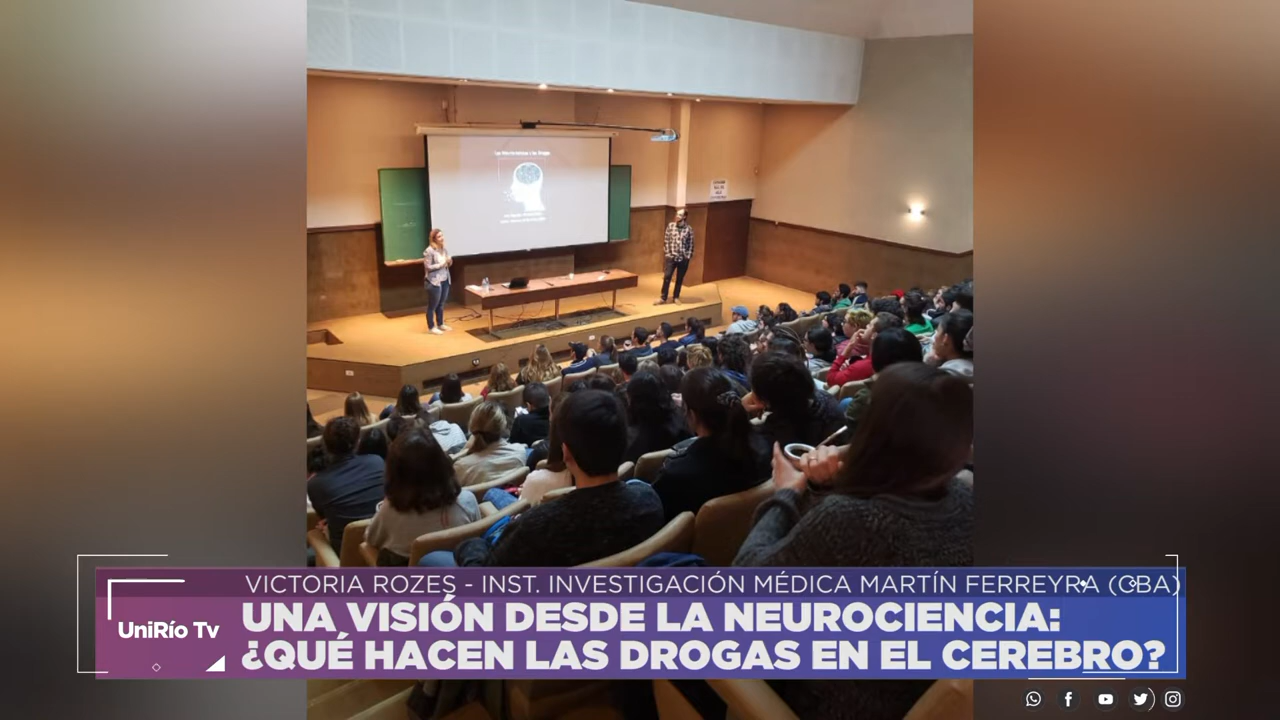 VICTORIA ROZES - INST. INVESTIGACIÓN MÉDICA MARTÍN FERREYRA (CBA)
UniRío Tv
UNA VISIÓN DESDE LA NEUROCIENCIA:
¿QUÉ HACEN LAS DROGAS EN EL CEREBRO?